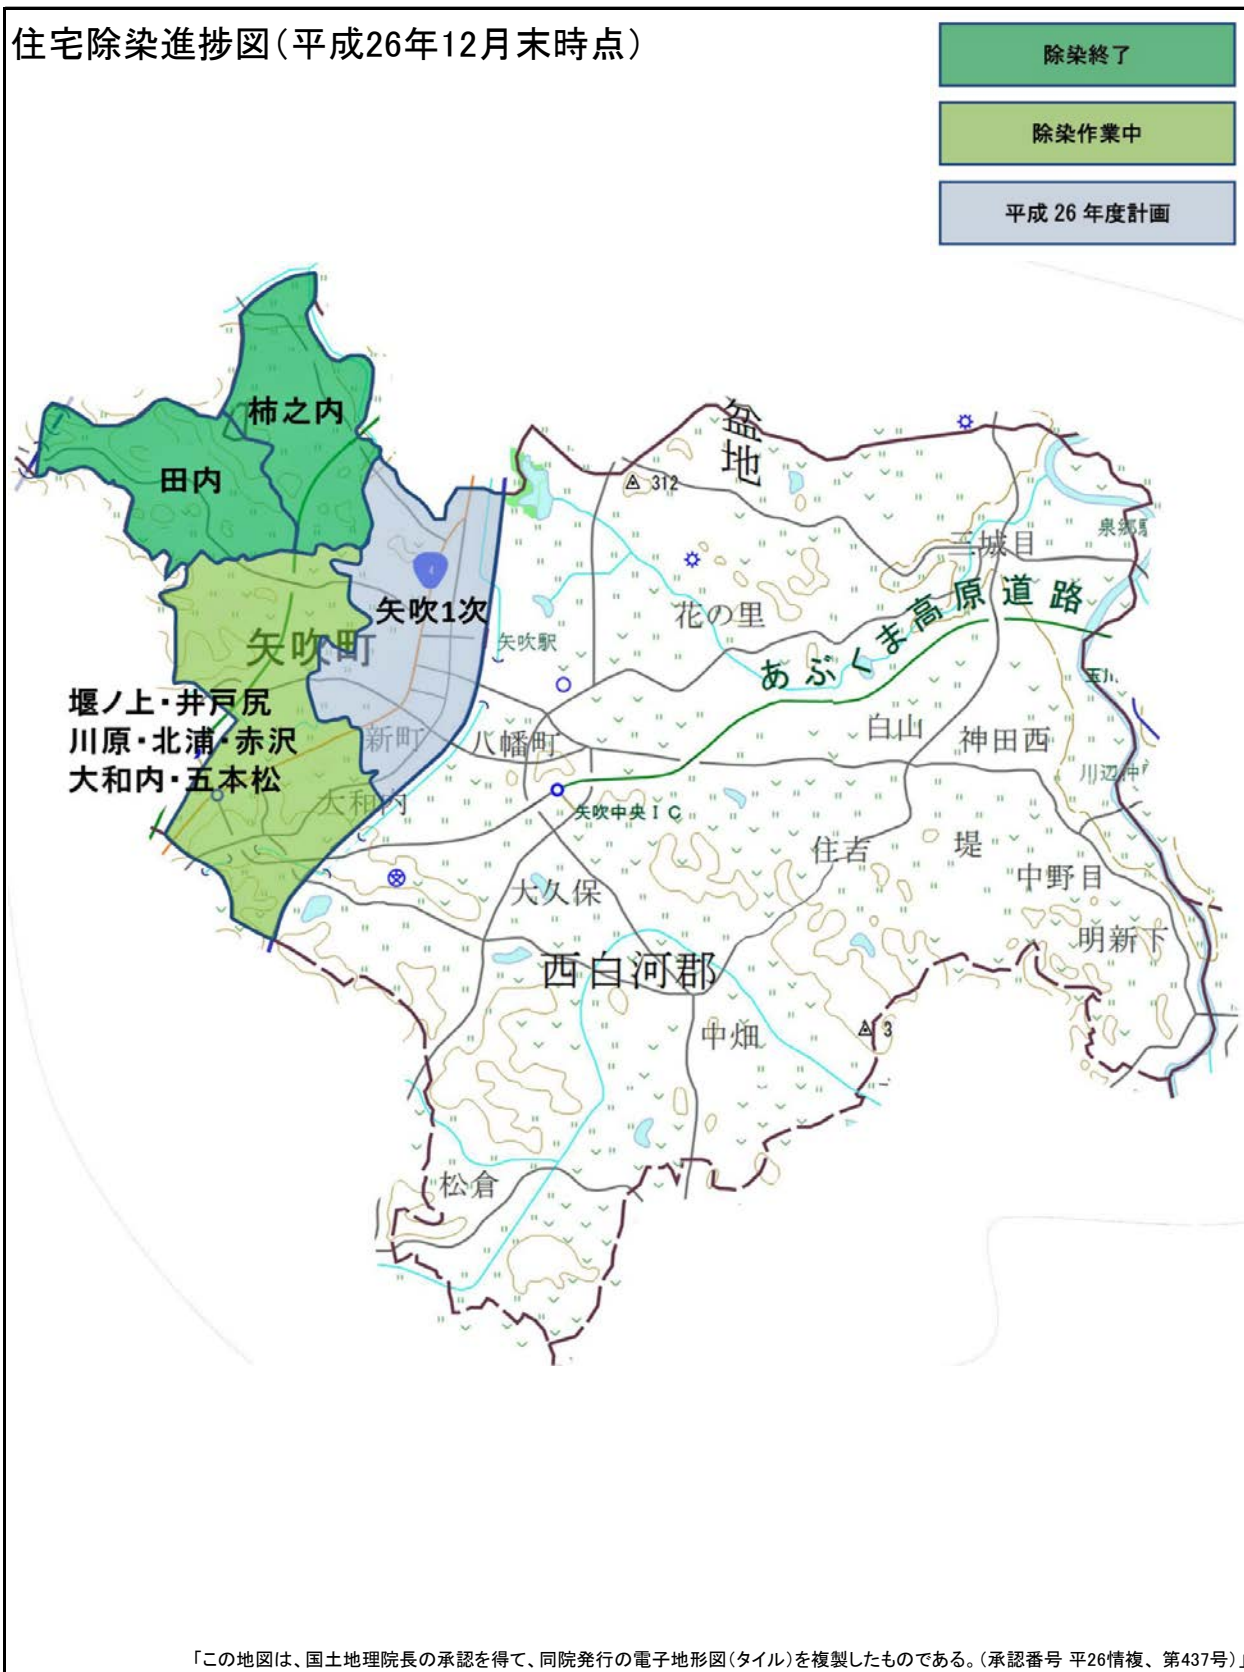 住宅除染進捗図(平成26年12月末時点)
除染終了
除染作業中
平成 26 年度計画
柿之内
田内
盆地
312
泉郷駅
三城目
矢吹1次
4
花の里
あぶくま高原道路
矢吹町
矢吹駅
玉川
堰ノ上・井戸尻
川原・北浦・赤沢
大和内・五本松
新町
八幡町
白山
神田西
川辺沖
大和内
矢吹中央IC
住吉
堤
中野目
大久保
明新下
西白河郡
中畑
3
松倉
「この地図は、国土地理院長の承認を得て、同院発行の電子地形図(タイル)を複製したものである。(承認番号 平26情複、 第437号)」